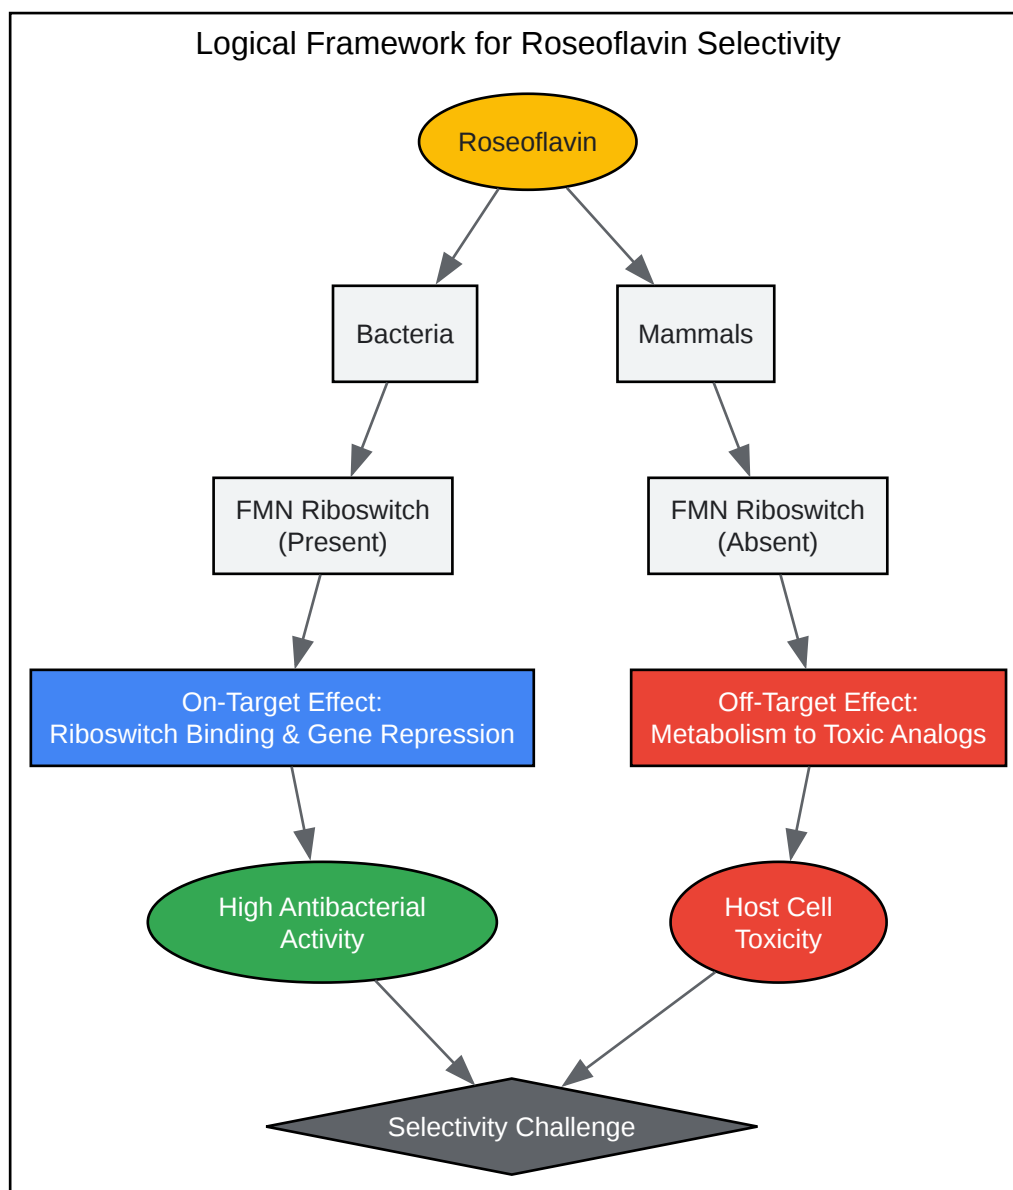 Logical Framework for Roseoflavin Selectivity
Roseoflavin
Bacteria
Mammals
FMN Riboswitch
(Present)
FMN Riboswitch
(Absent)
On-Target Effect:
Riboswitch Binding & Gene Repression
Off-Target Effect:
Metabolism to Toxic Analogs
High Antibacterial
Activity
Host Cell
Toxicity
Selectivity Challenge